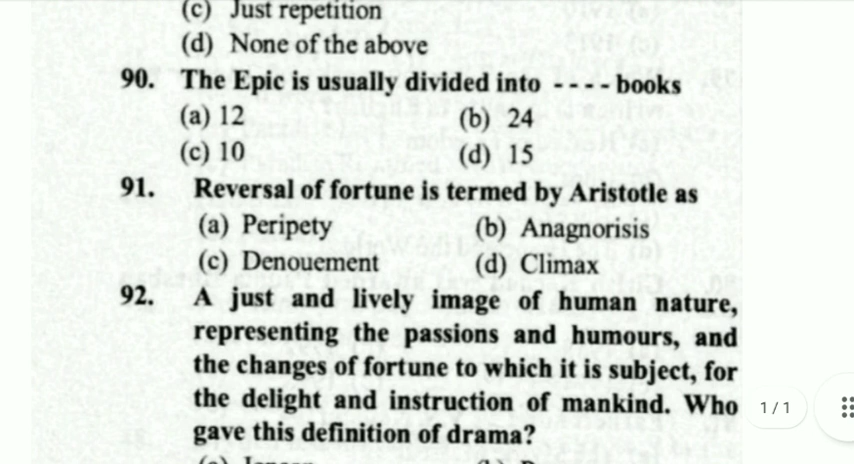 (c) Just repetition
(d) None of the above
90. The Epic is usually divided into ---- books
(a) 12 (b) 24
(c) 10 (d) 15
91. Reversal of fortune is termed by Aristotle as
(a) Peripety (b) Anagnorisis
(c) Denouement (d) Climax
92. A just and lively image of human nature,
representing the passions and humours, and
the changes of fortune to which it is subject, for
the delight and instruction of mankind. Who
gave this definition of drama?
1/1